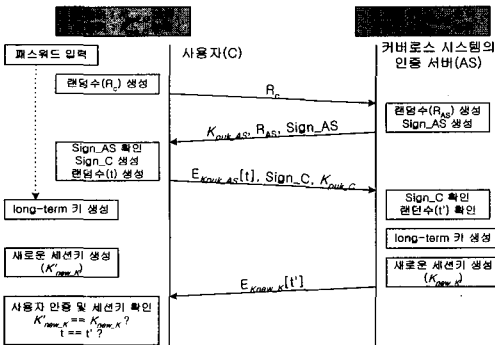 패스워드 입력
사용자(C)
커버로스 시스템의
인증 서버(AS)
랜덤수(R_c) 생성
R_c
랜덤수(R_AS) 생성
Sign_AS 생성
K_puk_AS, R_AS, Sign_AS
Sign_AS 확인
Sign_C 생성
랜덤수(t) 생성
E_Kpuk_AS[t], Sign_C, K_puk_C
Sign_C 확인
랜덤수(t') 확인
long-term 키 생성
long-term 카 생성
새로운 세션키 생성
(K'_new_K)
새로운 세션키 생성
(K_new_K)
E_Knew_K[t']
사용자 인증 및 세션키 확인
K'_new_K == K_new_K ?
t == t' ?